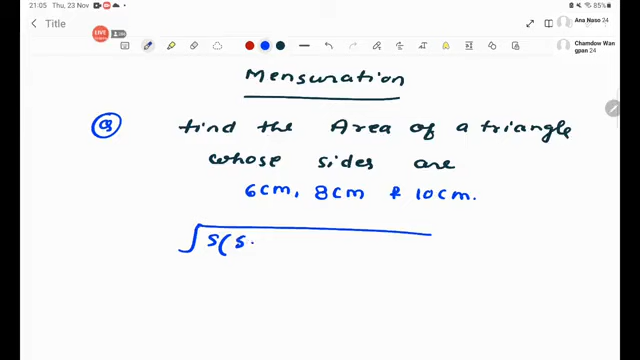 21:05 Thu, 23 Nov
85%
Title
LIVE
Ana Naso 24
Chamdow Wangpan 24
Mensuration
Q
find the Area of a triangle
whose sides are
6cm, 8cm & 10cm.
√s(s-